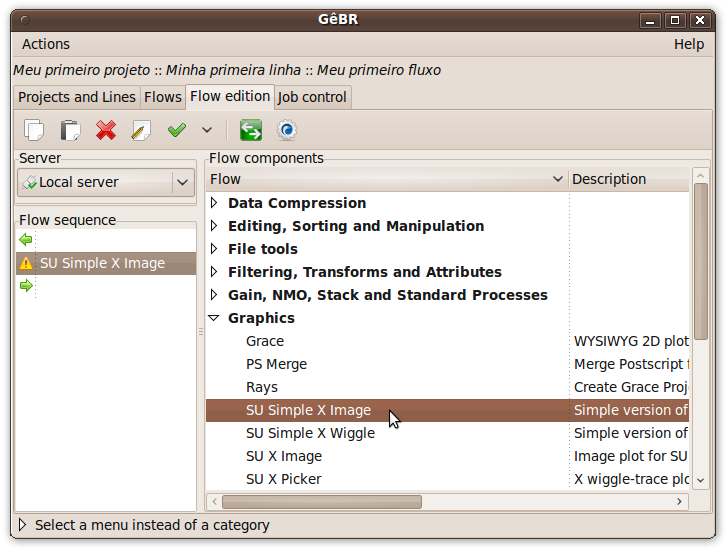 GêBR
Actions Help
Meu primeiro projeto :: Minha primeira linha :: Meu primeiro fluxo
Projects and Lines Flows Flow edition Job control
Server
Local server
Flow sequence
SU Simple X Image
Flow components
Flow Description
Data Compression
Editing, Sorting and Manipulation
File tools
Filtering, Transforms and Attributes
Gain, NMO, Stack and Standard Processes
Graphics
Grace WYSIWYG 2D plot
PS Merge Merge Postscript f
Rays Create Grace Proj
SU Simple X Image Simple version of
SU Simple X Wiggle Simple version of
SU X Image Image plot for SU
SU X Picker X wiggle-trace plo
Select a menu instead of a category